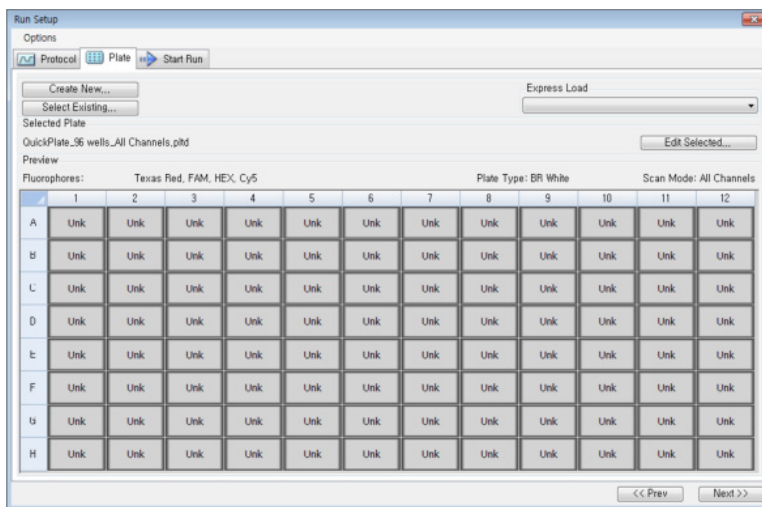 Run Setup
Options
Protocol Plate Start Run
Create New...
Express Load
Select Existing...
Selected Plate
QuickPlate_96 wells_All Channels.pltd
Edit Selected...
Preview
Fluorophores: Texas Red, FAM, HEX, Cy5 Plate Type: BR White Scan Mode: All Channels
1 2 3 4 5 6 7 8 9 10 11 12
A Unk Unk Unk Unk Unk Unk Unk Unk Unk Unk Unk Unk
B Unk Unk Unk Unk Unk Unk Unk Unk Unk Unk Unk Unk
C Unk Unk Unk Unk Unk Unk Unk Unk Unk Unk Unk Unk
D Unk Unk Unk Unk Unk Unk Unk Unk Unk Unk Unk Unk
E Unk Unk Unk Unk Unk Unk Unk Unk Unk Unk Unk Unk
F Unk Unk Unk Unk Unk Unk Unk Unk Unk Unk Unk Unk
G Unk Unk Unk Unk Unk Unk Unk Unk Unk Unk Unk Unk
H Unk Unk Unk Unk Unk Unk Unk Unk Unk Unk Unk Unk
<< Prev Next >>